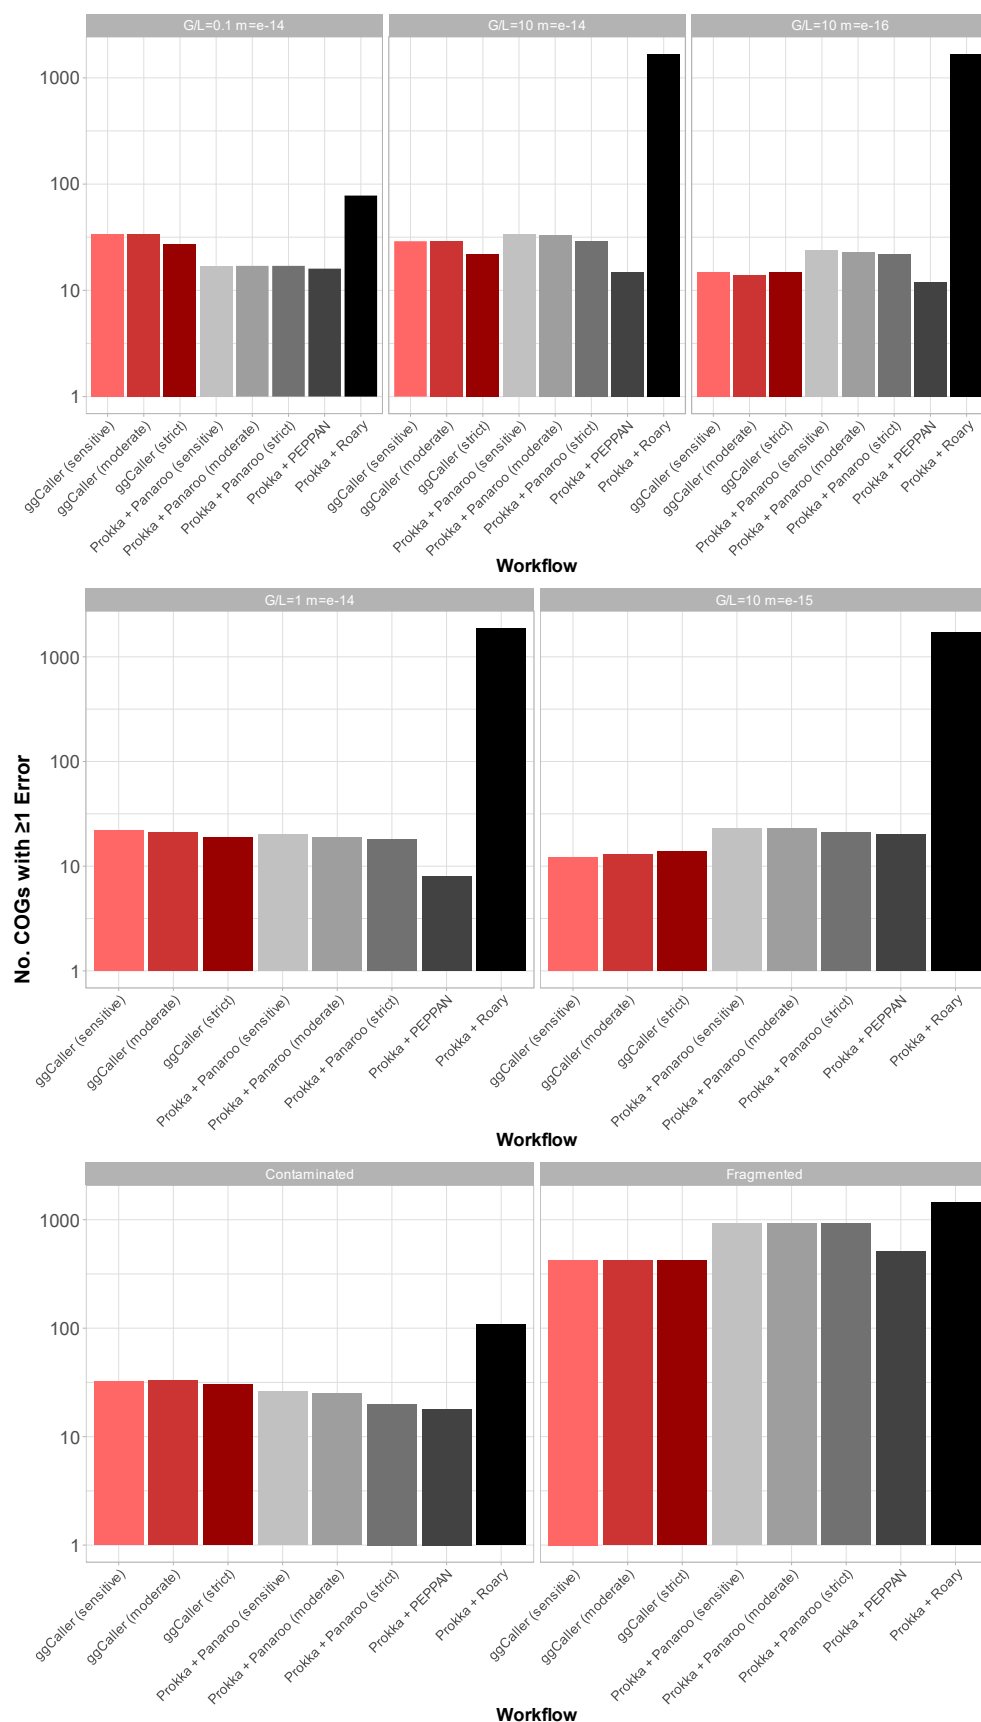 G/L=0.1 m=e-14
G/L=10 m=e-14
G/L=10 m=e-16
1000
100
10
1
ggCaller (sensitive)
ggCaller (moderate)
ggCaller (strict)
Prokka + Panaroo (sensitive)
Prokka + Panaroo (moderate)
Prokka + Panaroo (strict)
Prokka + PEPPAN
Prokka + Roary
ggCaller (sensitive)
ggCaller (moderate)
ggCaller (strict)
Prokka + Panaroo (sensitive)
Prokka + Panaroo (moderate)
Prokka + Panaroo (strict)
Prokka + PEPPAN
Prokka + Roary
ggCaller (sensitive)
ggCaller (moderate)
ggCaller (strict)
Prokka + Panaroo (sensitive)
Prokka + Panaroo (moderate)
Prokka + Panaroo (strict)
Prokka + PEPPAN
Prokka + Roary
Workflow
No. COGs with ≥1 Error
G/L=1 m=e-14
G/L=10 m=e-15
1000
100
10
1
ggCaller (sensitive)
ggCaller (moderate)
ggCaller (strict)
Prokka + Panaroo (sensitive)
Prokka + Panaroo (moderate)
Prokka + Panaroo (strict)
Prokka + PEPPAN
Prokka + Roary
ggCaller (sensitive)
ggCaller (moderate)
ggCaller (strict)
Prokka + Panaroo (sensitive)
Prokka + Panaroo (moderate)
Prokka + Panaroo (strict)
Prokka + PEPPAN
Prokka + Roary
Workflow
Contaminated
Fragmented
1000
100
10
1
ggCaller (sensitive)
ggCaller (moderate)
ggCaller (strict)
Prokka + Panaroo (sensitive)
Prokka + Panaroo (moderate)
Prokka + Panaroo (strict)
Prokka + PEPPAN
Prokka + Roary
ggCaller (sensitive)
ggCaller (moderate)
ggCaller (strict)
Prokka + Panaroo (sensitive)
Prokka + Panaroo (moderate)
Prokka + Panaroo (strict)
Prokka + PEPPAN
Prokka + Roary
Workflow